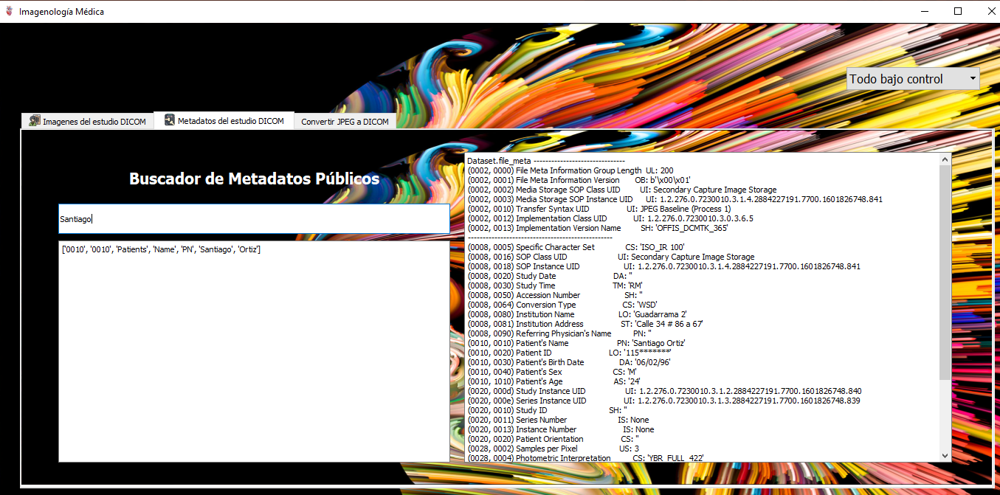 Imagenología Médica
Todo bajo control
Imagenes del estudio DICOM
Metadatos del estudio DICOM
Convertir JPEG a DICOM
Buscador de Metadatos Públicos
Santiago
['0010', '0010', 'Patients', 'Name', 'PN', 'Santiago', 'Ortiz']
Dataset.file_meta -------------------------------
(0002, 0000) File Meta Information Group Length UL: 200
(0002, 0001) File Meta Information Version OB: b'\x00\x01'
(0002, 0002) Media Storage SOP Class UID UI: Secondary Capture Image Storage
(0002, 0003) Media Storage SOP Instance UID UI: 1.2.276.0.7230010.3.1.4.2884227191.7700.1601826748.841
(0002, 0010) Transfer Syntax UID UI: JPEG Baseline (Process 1)
(0002, 0012) Implementation Class UID UI: 1.2.276.0.7230010.3.0.3.6.5
(0002, 0013) Implementation Version Name SH: 'OFFIS_DCMTK_365'
-------------------------------------------------
(0008, 0005) Specific Character Set CS: 'ISO_IR 100'
(0008, 0016) SOP Class UID UI: Secondary Capture Image Storage
(0008, 0018) SOP Instance UID UI: 1.2.276.0.7230010.3.1.4.2884227191.7700.1601826748.841
(0008, 0020) Study Date DA: ''
(0008, 0030) Study Time TM: 'RM'
(0008, 0050) Accession Number SH: ''
(0008, 0064) Conversion Type CS: 'WSD'
(0008, 0080) Institution Name LO: 'Guadarrama 2'
(0008, 0081) Institution Address ST: 'Calle 34 # 86 a 67'
(0008, 0090) Referring Physician's Name PN: ''
(0010, 0010) Patient's Name PN: 'Santiago Ortiz'
(0010, 0020) Patient ID LO: '115*******'
(0010, 0030) Patient's Birth Date DA: '06/02/96'
(0010, 0040) Patient's Sex CS: 'M'
(0010, 1010) Patient's Age AS: '24'
(0020, 000d) Study Instance UID UI: 1.2.276.0.7230010.3.1.2.2884227191.7700.1601826748.840
(0020, 000e) Series Instance UID UI: 1.2.276.0.7230010.3.1.3.2884227191.7700.1601826748.839
(0020, 0010) Study ID SH: ''
(0020, 0011) Series Number IS: None
(0020, 0013) Instance Number IS: None
(0020, 0020) Patient Orientation CS: ''
(0028, 0002) Samples per Pixel US: 3
(0028, 0004) Photometric Interpretation CS: 'YBR_FULL_422'